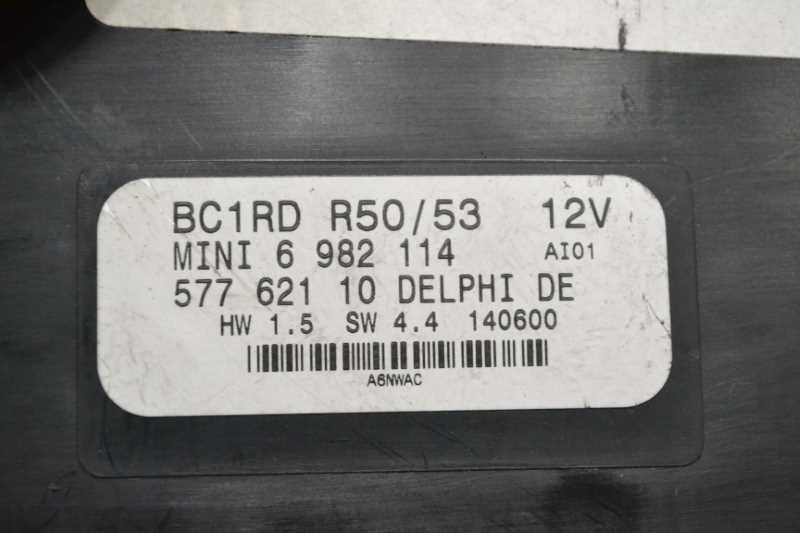 BC1RD R50/53 12V
MINI 6 982 114 AI01
577 621 10 DELPHI DE
HW 1.5 SW 4.4 140600
A6NWAC